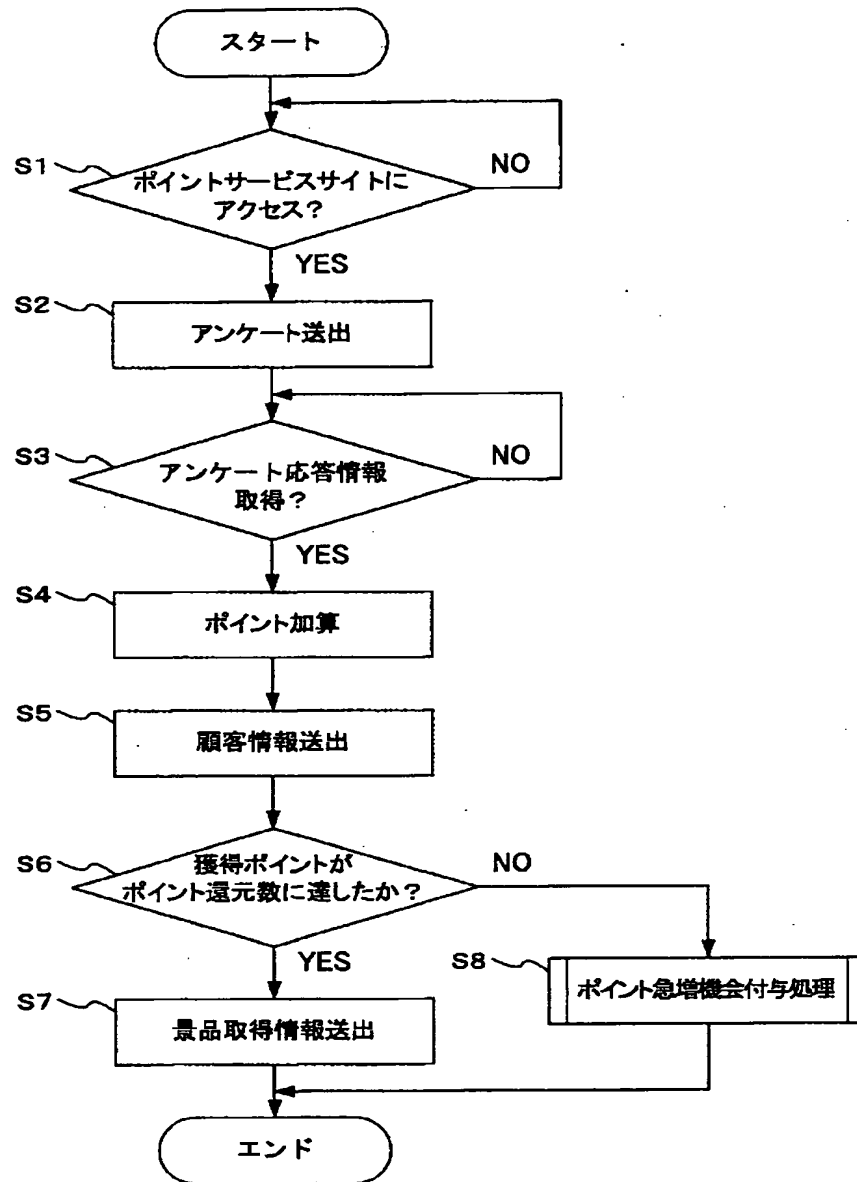 スタート
S1
ポイントサービスサイトに
アクセス?
NO
YES
S2
アンケート送出
S3
アンケート応答情報
取得?
NO
YES
S4
ポイント加算
S5
顧客情報送出
S6
獲得ポイントが
ポイント還元数に達したか?
NO
YES
S8
ポイント急増機会付与処理
S7
景品取得情報送出
エンド